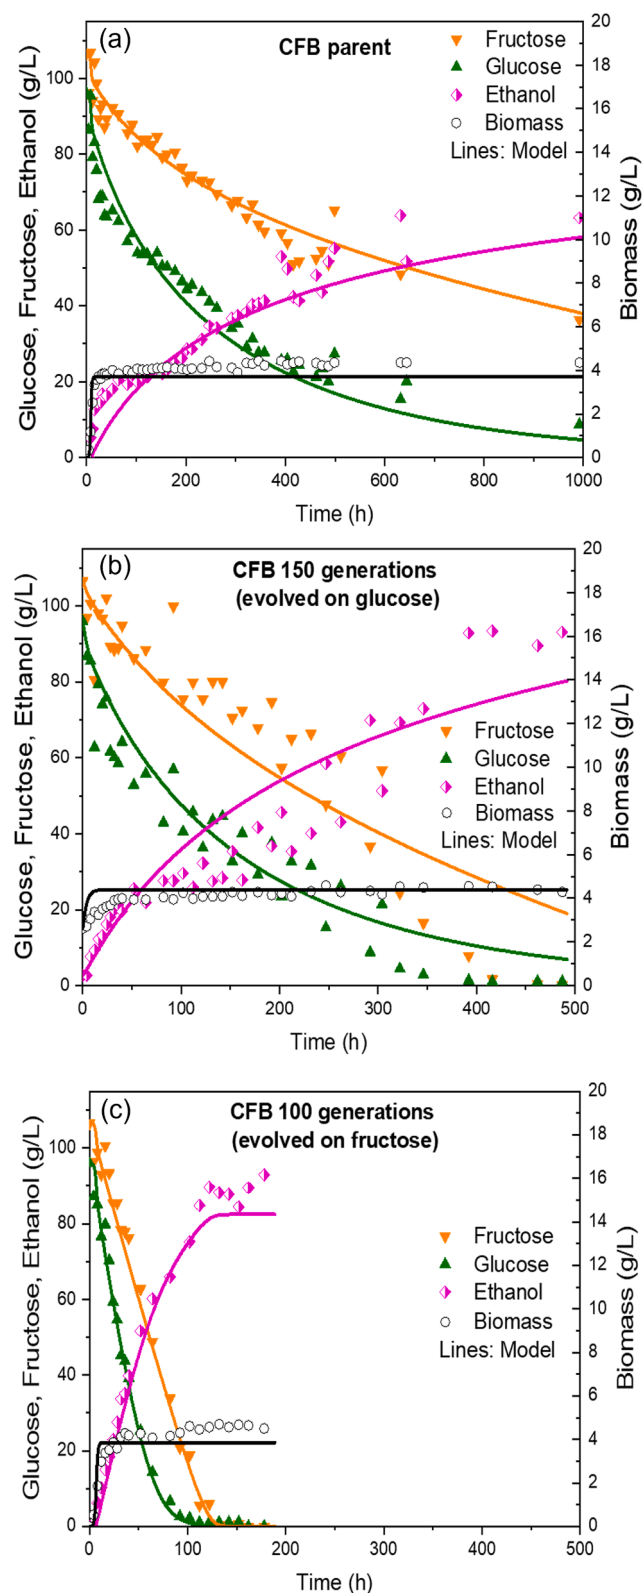 (a)
CFB parent
Fructose
Glucose
Ethanol
Biomass
Lines: Model
Glucose, Fructose, Ethanol (g/L)
0
20
40
60
80
100
Biomass (g/L)
0
2
4
6
8
10
12
14
16
18
20
0
200
400
600
800
1000
Time (h)
(b)
CFB 150 generations
(evolved on glucose)
Fructose
Glucose
Ethanol
Biomass
Lines: Model
Glucose, Fructose, Ethanol (g/L)
0
20
40
60
80
100
Biomass (g/L)
0
2
4
6
8
10
12
14
16
18
20
0
100
200
300
400
500
Time (h)
(c)
CFB 100 generations
(evolved on fructose)
Fructose
Glucose
Ethanol
Biomass
Lines: Model
Glucose, Fructose, Ethanol (g/L)
0
20
40
60
80
100
Biomass (g/L)
0
2
4
6
8
10
12
14
16
18
20
0
100
200
300
400
500
Time (h)